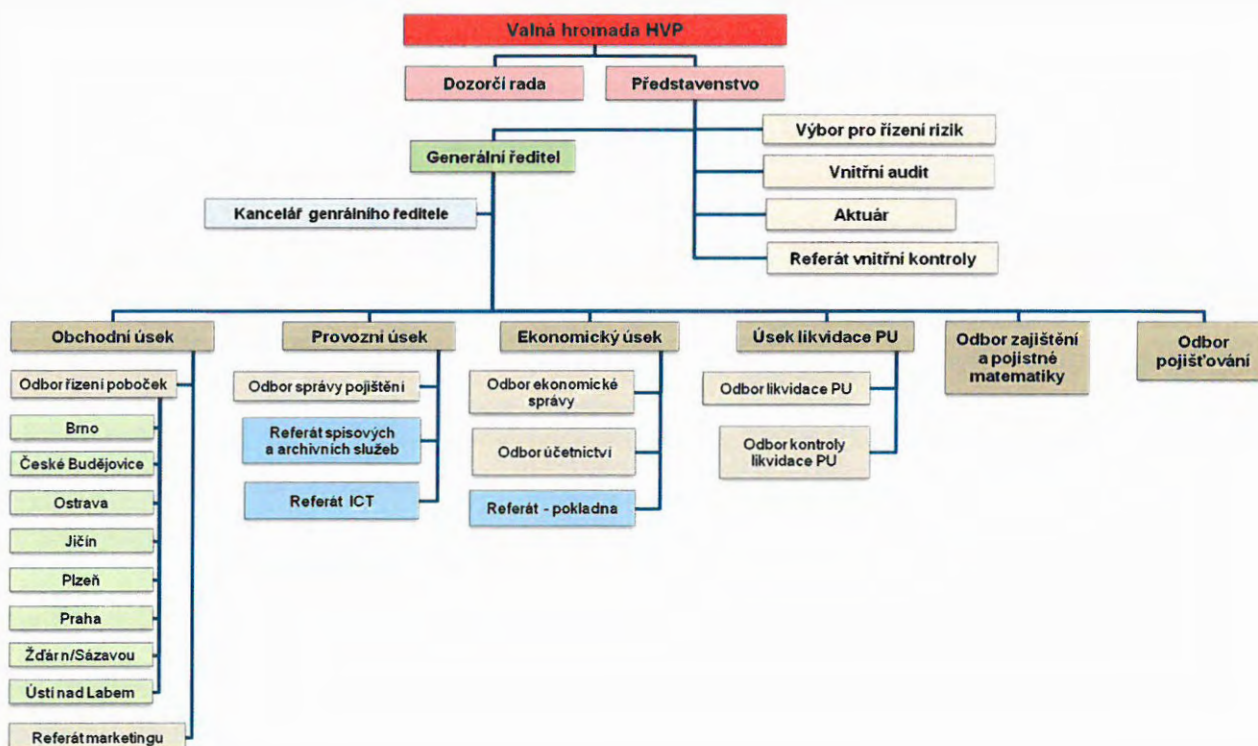 Valná hromada HVP
Dozorčí rada
Představenstvo
Výbor pro řízení rizik
Generální ředitel
Vnitřní audit
Kancelář genrálního ředitele
Aktuár
Referát vnitřní kontroly
Obchodní úsek
Provozní úsek
Ekonomický úsek
Úsek likvidace PU
Odbor zajištění
a pojistné
matematiky
Odbor
pojišťování
Odbor řízení poboček
Brno
České Budějovice
Ostrava
Jičín
Plzeň
Praha
Žďár n/Sázavou
Ústí nad Labem
Referát marketingu
Odbor správy pojištění
Referát spisových
a archivních služeb
Referát ICT
Odbor ekonomické
správy
Odbor účetnictví
Referát - pokladna
Odbor likvidace PU
Odbor kontroly
likvidace PU